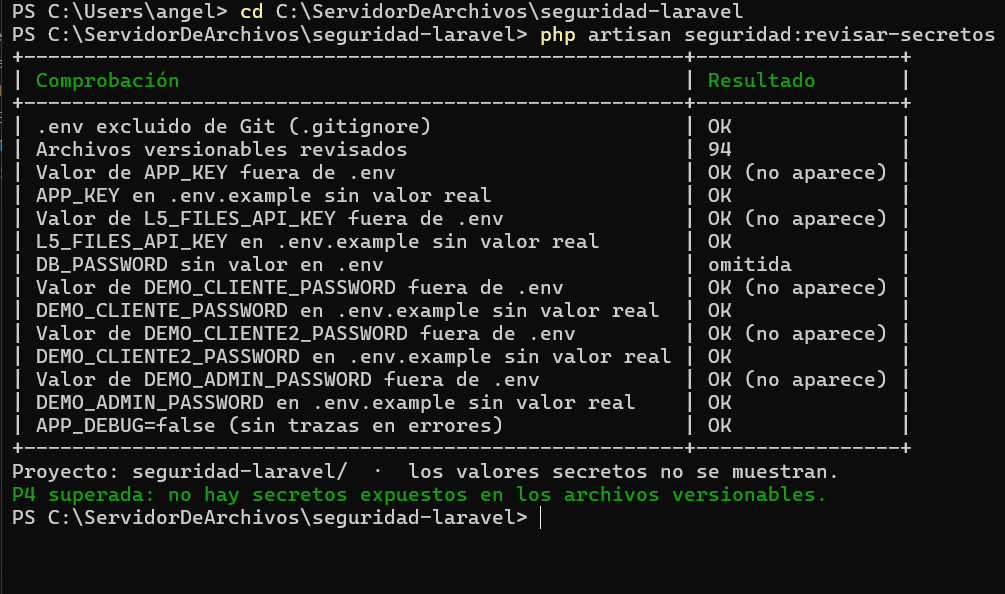 PS C:\Users\angel> cd C:\ServidorDeArchivos\seguridad-laravel
PS C:\ServidorDeArchivos\seguridad-laravel> php artisan seguridad:revisar-secretos
Comprobación | Resultado
.env excluido de Git (.gitignore) | OK
Archivos versionables revisados | 94
Valor de APP_KEY fuera de .env | OK (no aparece)
APP_KEY en .env.example sin valor real | OK
Valor de L5_FILES_API_KEY fuera de .env | OK (no aparece)
L5_FILES_API_KEY en .env.example sin valor real | OK
DB_PASSWORD sin valor en .env | omitida
Valor de DEMO_CLIENTE_PASSWORD fuera de .env | OK (no aparece)
DEMO_CLIENTE_PASSWORD en .env.example sin valor real | OK
Valor de DEMO_CLIENTE2_PASSWORD fuera de .env | OK (no aparece)
DEMO_CLIENTE2_PASSWORD en .env.example sin valor real | OK
Valor de DEMO_ADMIN_PASSWORD fuera de .env | OK (no aparece)
DEMO_ADMIN_PASSWORD en .env.example sin valor real | OK
APP_DEBUG=false (sin trazas en errores) | OK
Proyecto: seguridad-laravel/ · los valores secretos no se muestran.
P4 superada: no hay secretos expuestos en los archivos versionables.
PS C:\ServidorDeArchivos\seguridad-laravel>